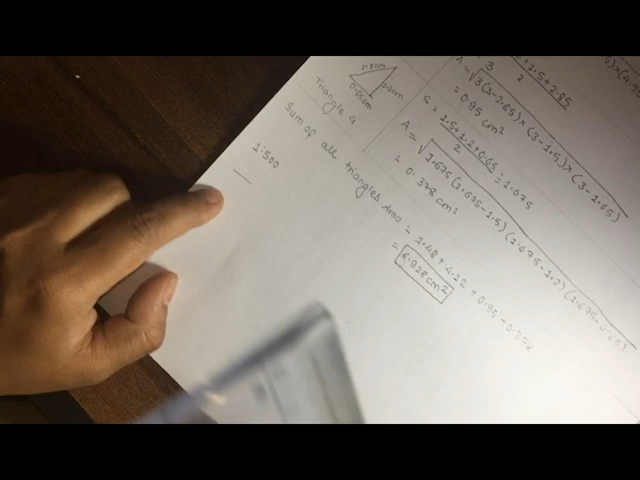 3
2
A = √3(3-2.85) × (3-1.5) × (3-1.65)
= 0.95 cm²
1.5cm
1.2cm
0.65cm
Triangle 4
S = 1.5+1.2+0.65 = 1.675
2
A = √1.675 (1.675-1.5) (1.675-1.2) (1.675-0.65)
= 0.378 cm²
Sum of all triangles Area = 1.48 + 4.12 + 0.95 + 0.378
= 6.928 cm²
1:500